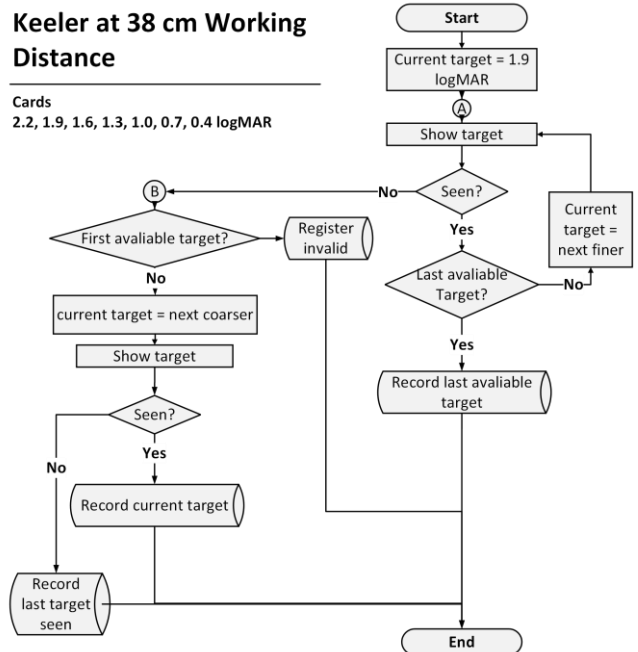 Keeler at 38 cm Working
Distance
Cards
2.2, 1.9, 1.6, 1.3, 1.0, 0.7, 0.4 logMAR
Start
Current target = 1.9
logMAR
A
Show target
Seen?
No
Yes
Current
target =
next finer
Last avaliable
Target?
No
Yes
Record last avaliable
target
B
First avaliable target?
Register
invalid
No
current target = next coarser
Show target
Seen?
Yes
No
Record current target
Record
last target
seen
End